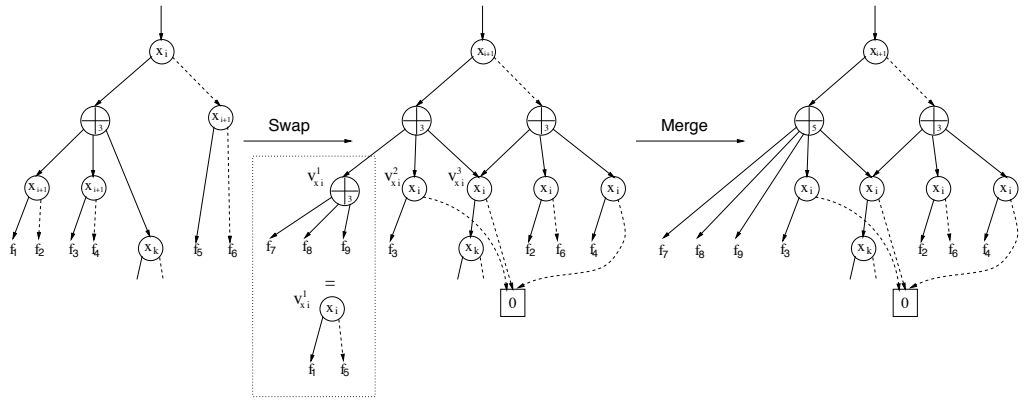 x_i x_{i+1} x_{i+1}
3 x_{i+1} 3 3 5 3
Swap Merge
x_{i+1} x_{i+1} v^1_{x_i} v^2_{x_i} x_i v^3_{x_i} x_i x_i x_i x_i x_i x_i x_i
3
f_1 f_2 f_3 f_4 x_k f_5 f_6 f_7 f_8 f_9 f_3 x_k f_2 f_6 f_4 f_7 f_8 f_9 f_3 x_k f_2 f_6 f_4
=
v^1_{x_i} x_i 0 0
f_1 f_5